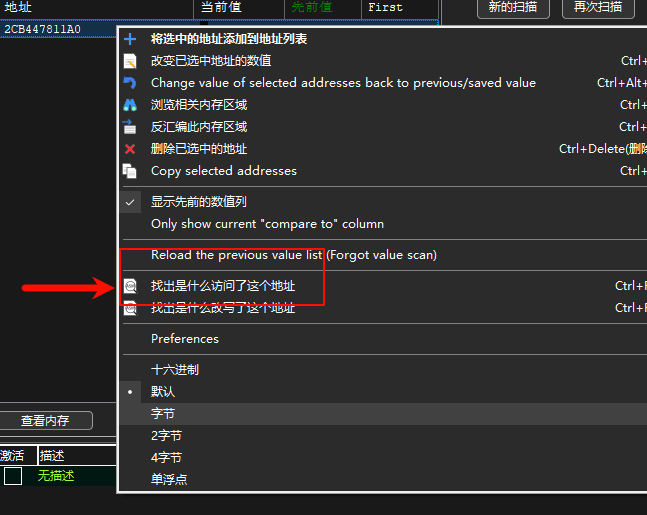 地址 当前值 先前值 First 新的扫描 再次扫描
2CB447811A0
将选中的地址添加到地址列表
改变已选中地址的数值 Ctrl+
Change value of selected addresses back to previous/saved value Ctrl+Alt+
浏览相关内存区域 Ctrl+
反汇编此内存区域 Ctrl+
删除已选中的地址 Ctrl+Delete(删除
Copy selected addresses Ctrl+
显示先前的数值列
Only show current "compare to" column
Reload the previous value list (Forgot value scan)
找出是什么访问了这个地址 Ctrl+F
找出是什么改写了这个地址 Ctrl+F
Preferences
十六进制
默认
字节
查看内存
2字节
激活 描述
4字节
无描述
单浮点